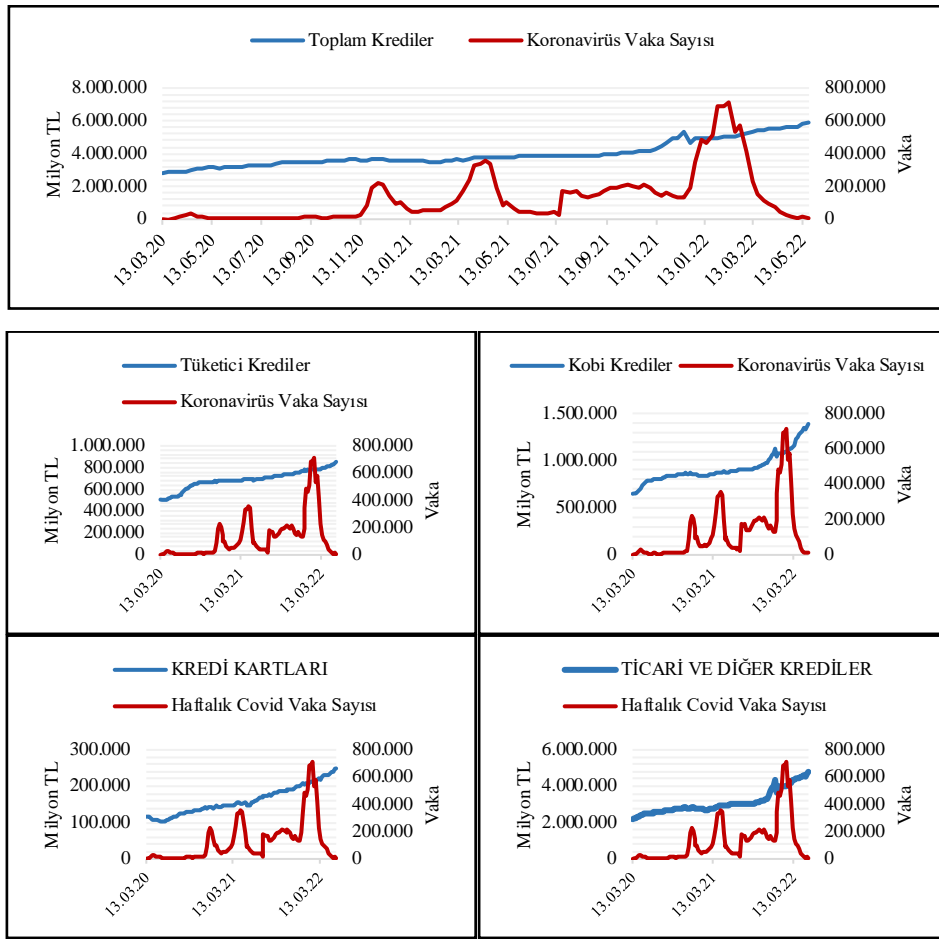 Toplam Krediler Koronavirüs Vaka Sayısı
Milyon TL
8.000.000
6.000.000
4.000.000
2.000.000
0
800.000
600.000
400.000
200.000
0
Vaka
13.03.20 13.05.20 13.07.20 13.09.20 13.11.20 13.01.21 13.03.21 13.05.21 13.07.21 13.09.21 13.11.21 13.01.22 13.03.22 13.05.22
Tüketici Krediler
Koronavirüs Vaka Sayısı
Milyon TL
1.000.000
800.000
600.000
400.000
200.000
0
800.000
600.000
400.000
200.000
0
Vaka
13.03.20 13.03.21 13.03.22
Kobi Krediler Koronavirüs Vaka Sayısı
Milyon TL
1.500.000
1.000.000
500.000
0
800.000
600.000
400.000
200.000
0
Vaka
13.03.20 13.03.21 13.03.22
KREDİ KARTLARI
Haftalık Covid Vaka Sayısı
Milyon TL
300.000
200.000
100.000
0
800.000
600.000
400.000
200.000
0
Vaka
13.03.20 13.03.21 13.03.22
TİCARİ VE DİĞER KREDİLER
Haftalık Covid Vaka Sayısı
Milyon TL
6.000.000
4.000.000
2.000.000
0
800.000
600.000
400.000
200.000
0
Vaka
13.03.20 13.03.21 13.03.22